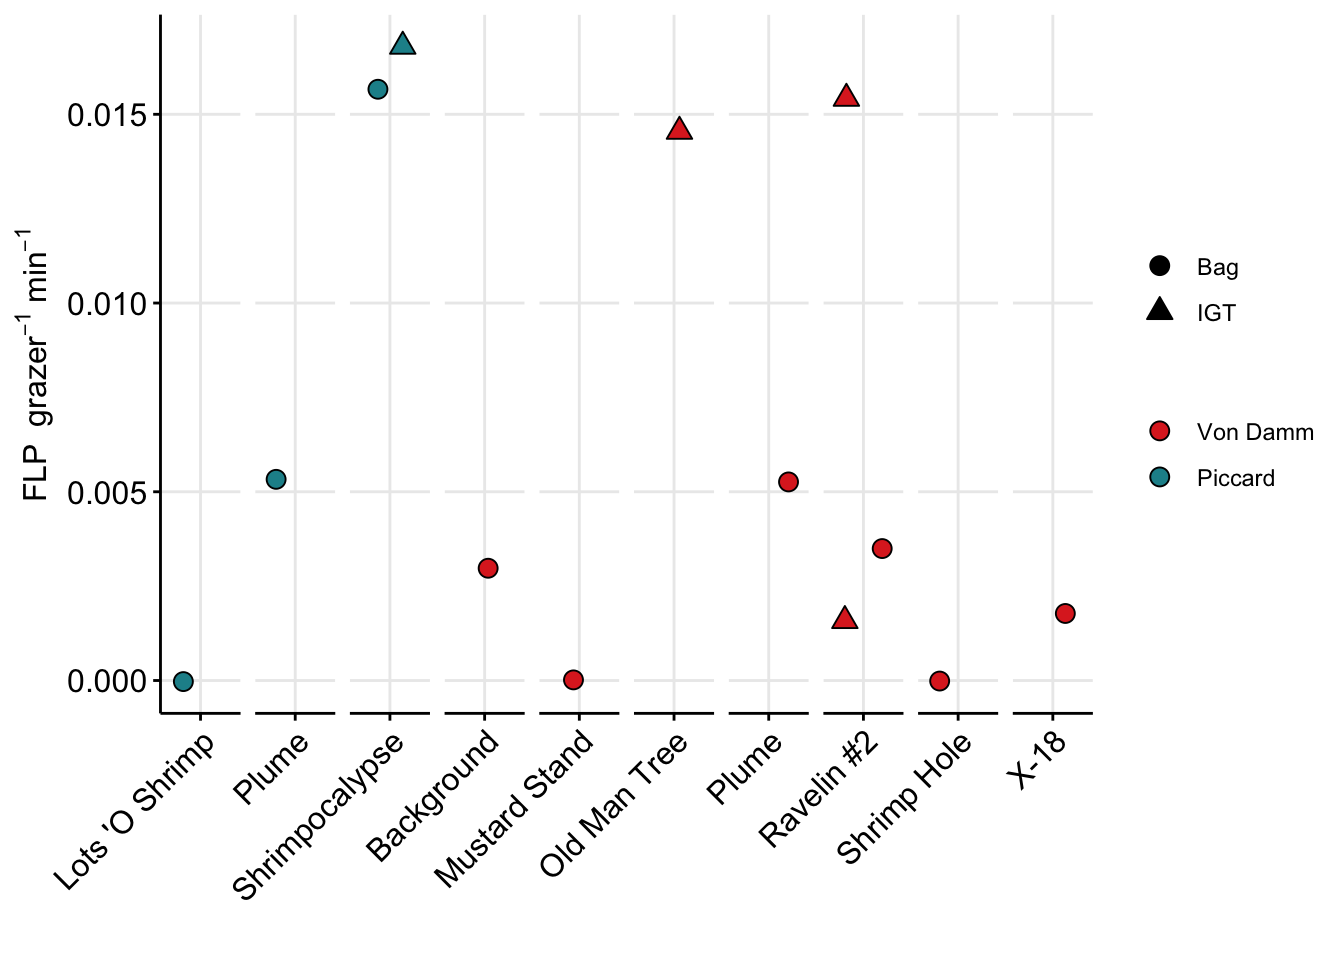 FLP grazer⁻¹ min⁻¹
0.015
0.010
0.005
0.000
Lots 'O Shrimp
Plume
Shrimpocalypse
Background
Mustard Stand
Old Man Tree
Plume
Ravelin #2
Shrimp Hole
X-18
Bag
IGT
Von Damm
Piccard